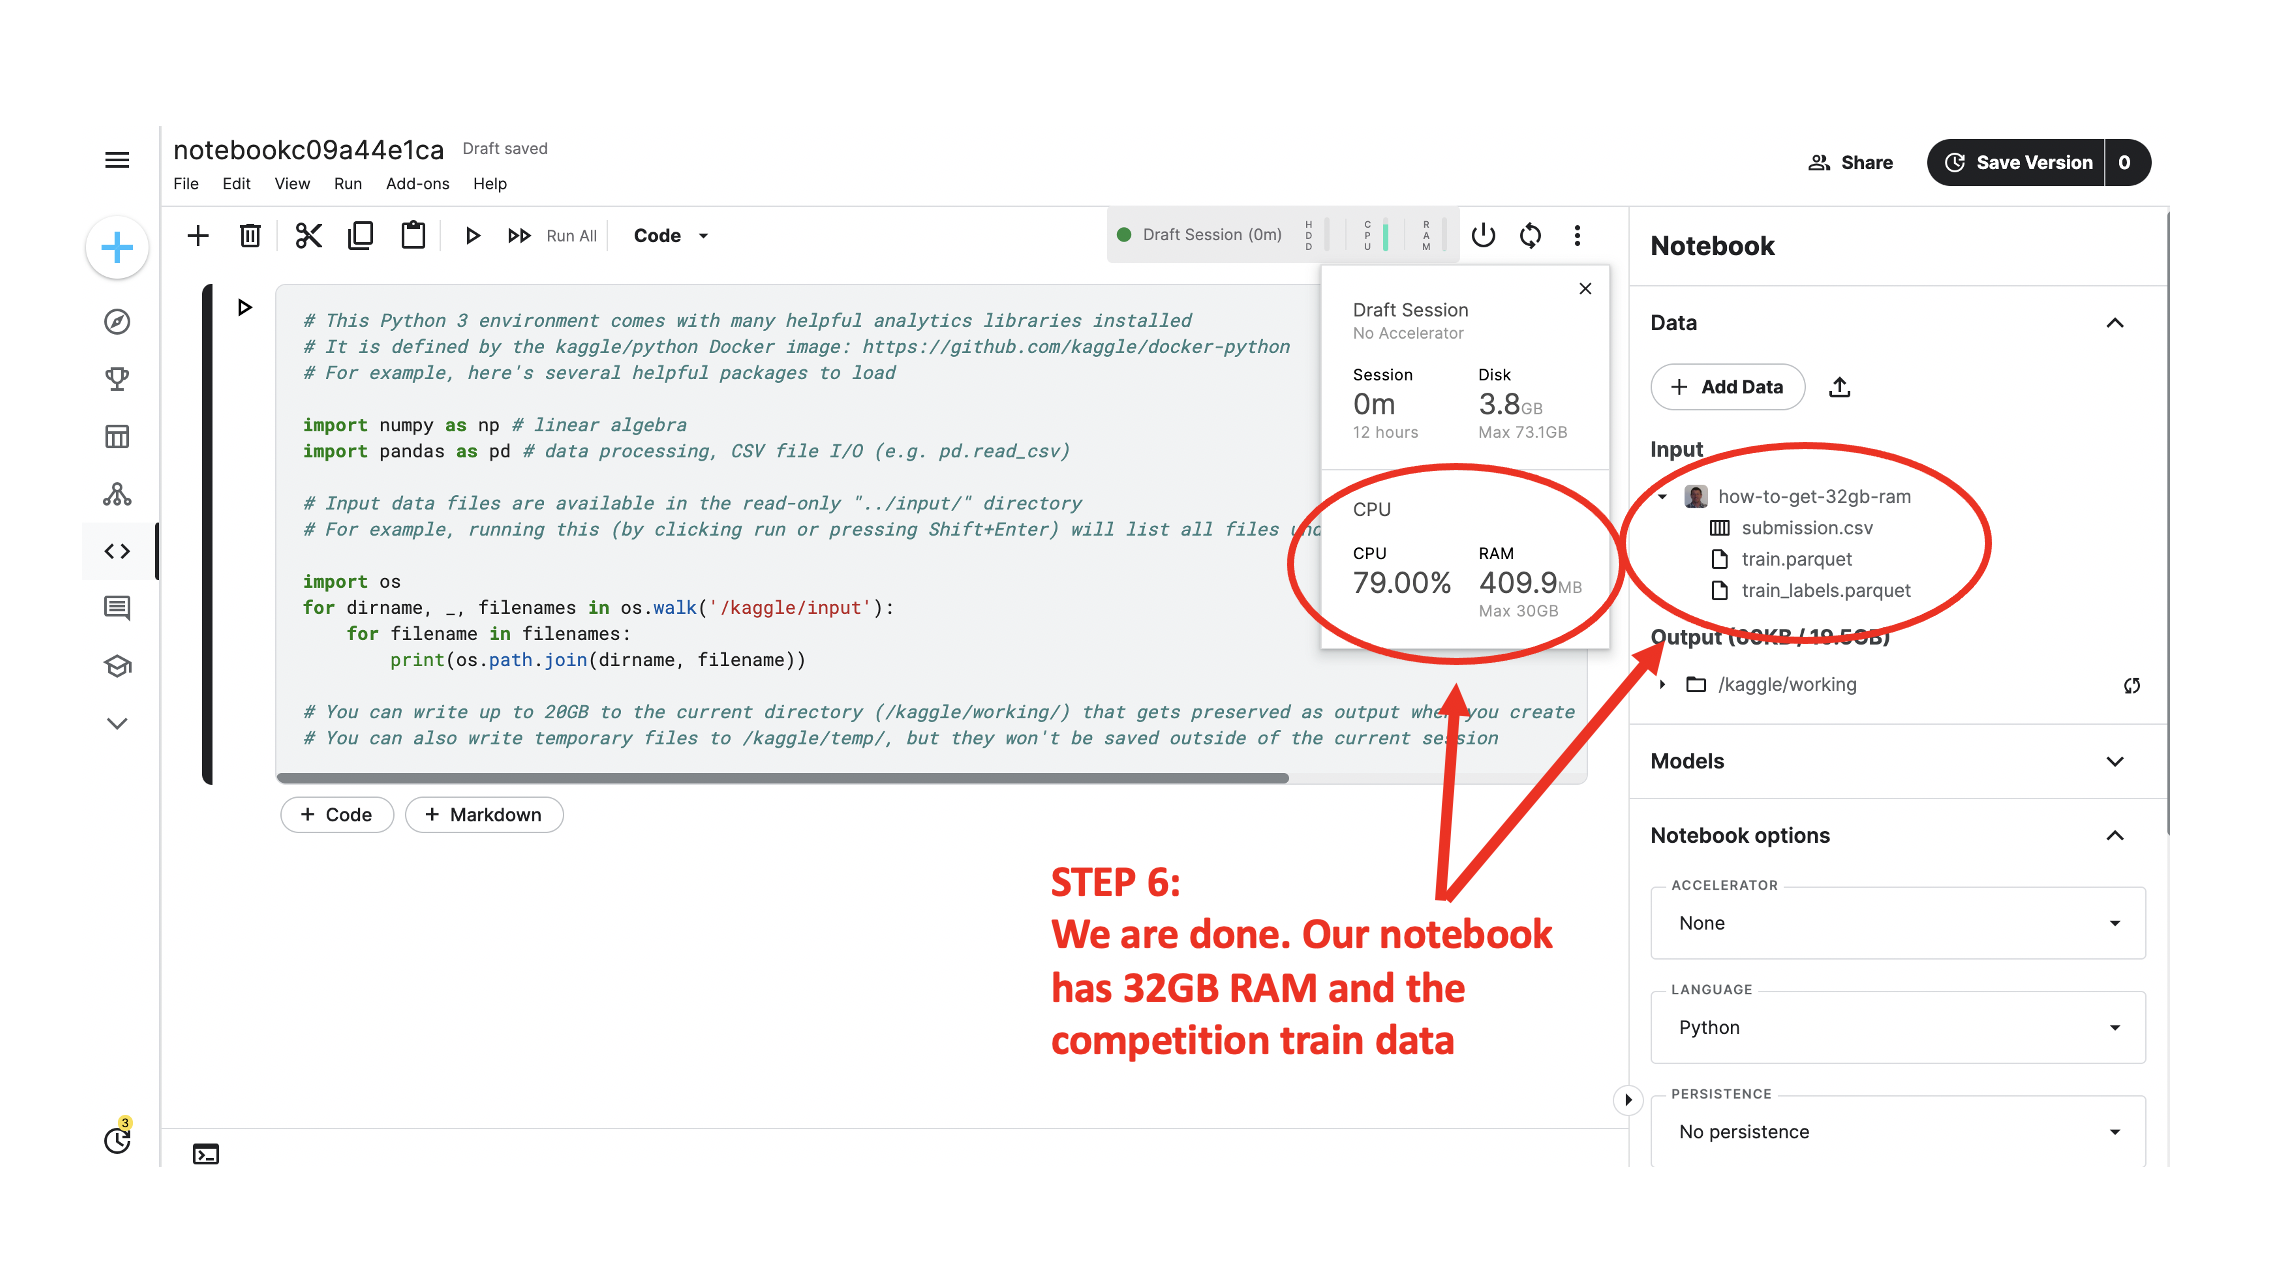 notebookc09a44e1ca Draft saved
File Edit View Run Add-ons Help
Share
Save Version 0
Run All Code
Draft Session (0m) HDD CPU RAM
# This Python 3 environment comes with many helpful analytics libraries installed
# It is defined by the kaggle/python Docker image: https://github.com/kaggle/docker-python
# For example, here's several helpful packages to load
import numpy as np # linear algebra
import pandas as pd # data processing, CSV file I/O (e.g. pd.read_csv)
# Input data files are available in the read-only "../input/" directory
# For example, running this (by clicking run or pressing Shift+Enter) will list all files und
import os
for dirname, _, filenames in os.walk('/kaggle/input'):
for filename in filenames:
print(os.path.join(dirname, filename))
# You can write up to 20GB to the current directory (/kaggle/working/) that gets preserved as output when you create
# You can also write temporary files to /kaggle/temp/, but they won't be saved outside of the current session
+ Code + Markdown
Draft Session
No Accelerator
Session Disk
0m 3.8GB
12 hours Max 73.1GB
CPU
CPU RAM
79.00% 409.9MB
Max 30GB
STEP 6:
We are done. Our notebook
has 32GB RAM and the
competition train data
Notebook
Data
+ Add Data
Input
how-to-get-32gb-ram
submission.csv
train.parquet
train_labels.parquet
Output ( / 19.5GB)
/kaggle/working
Models
Notebook options
ACCELERATOR
None
LANGUAGE
Python
PERSISTENCE
No persistence
3